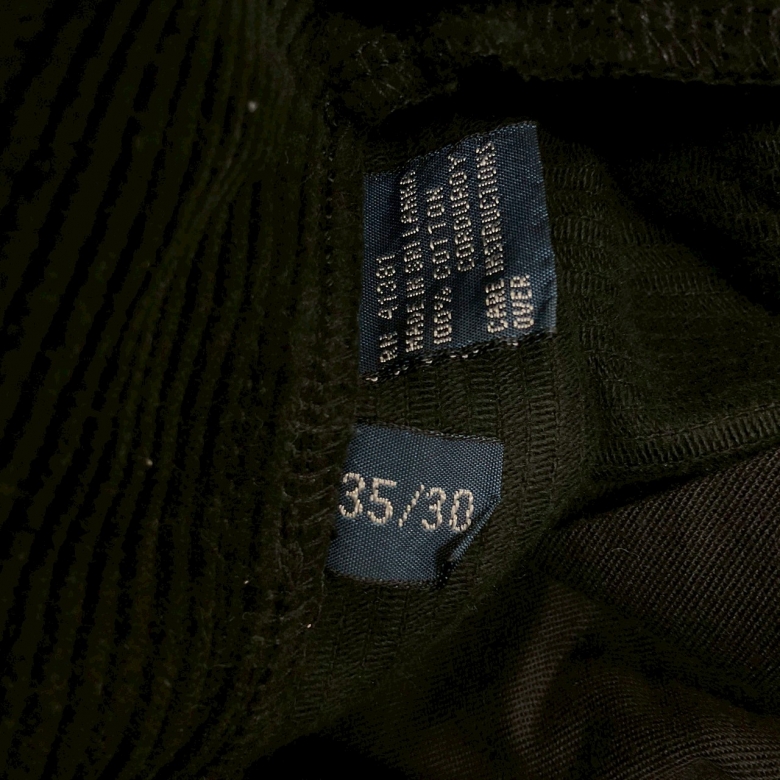 RN 41381
MADE IN SRI LANKA
100% COTTON
CORDUROY
CARE INSTRUCTIONS
OVER
35/30